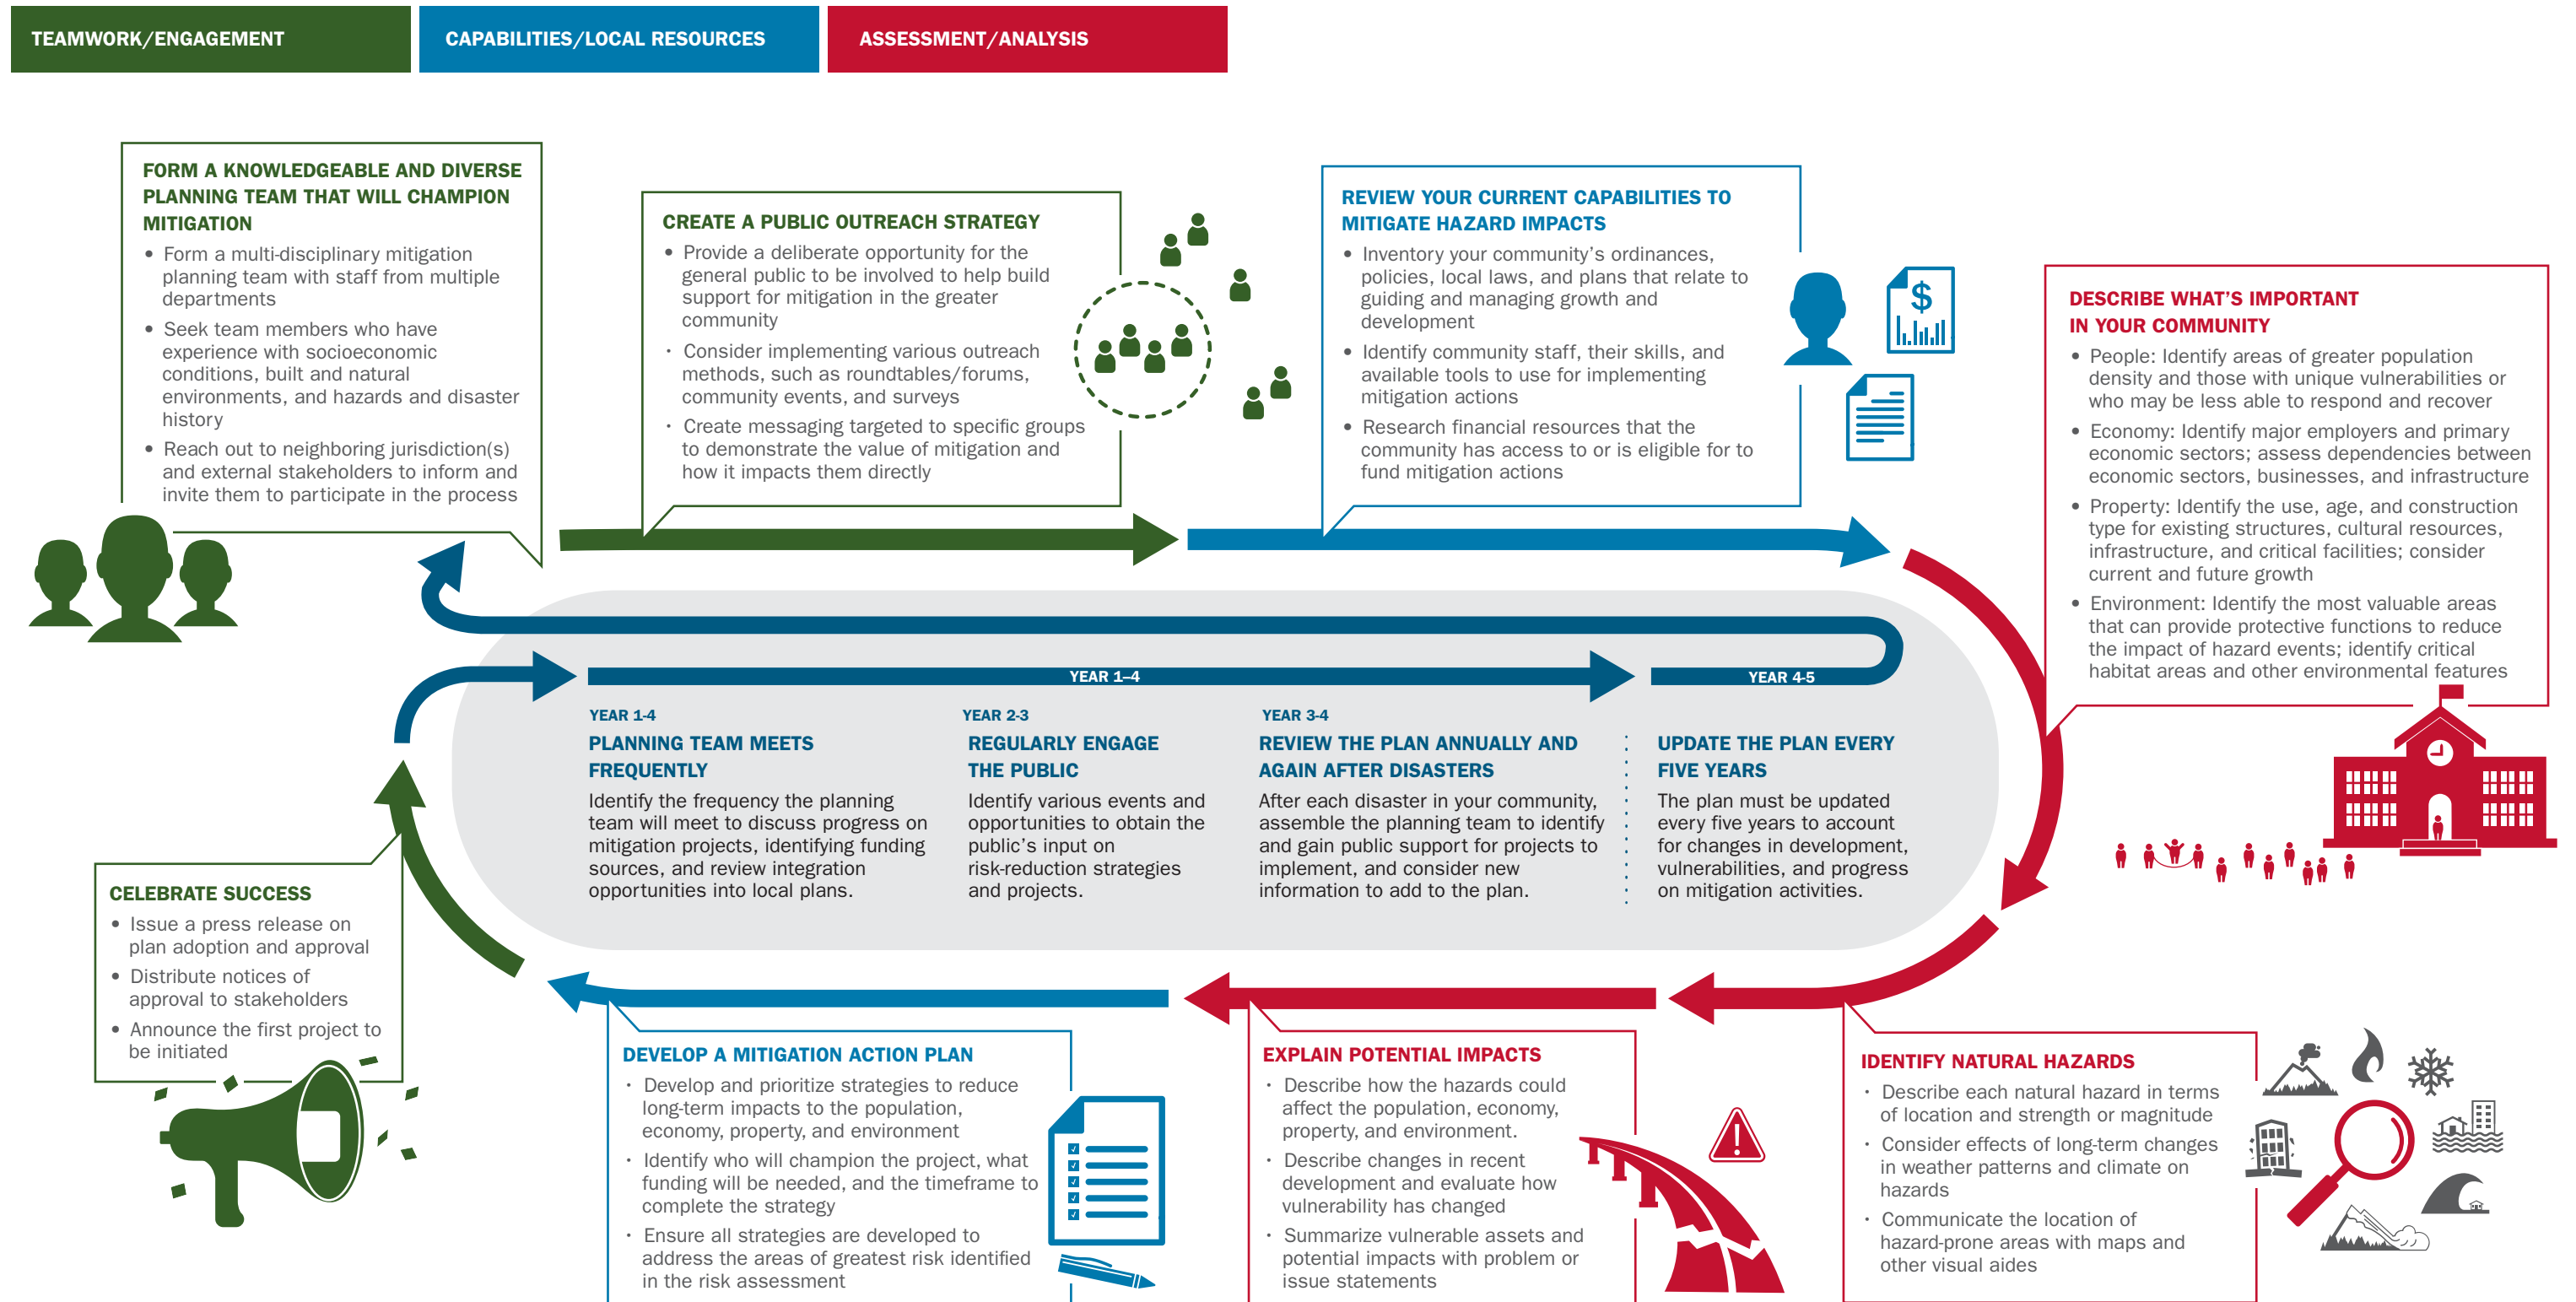 TEAMWORK/ENGAGEMENT
CAPABILITIES/LOCAL RESOURCES
ASSESSMENT/ANALYSIS
FORM A KNOWLEDGEABLE AND DIVERSE
PLANNING TEAM THAT WILL CHAMPION
MITIGATION
• Form a multi-disciplinary mitigation
planning team with staff from multiple
departments
• Seek team members who have
experience with socioeconomic
conditions, built and natural
environments, and hazards and disaster
history
• Reach out to neighboring jurisdiction(s)
and external stakeholders to inform and
invite them to participate in the process
CREATE A PUBLIC OUTREACH STRATEGY
• Provide a deliberate opportunity for the
general public to be involved to help build
support for mitigation in the greater
community
• Consider implementing various outreach
methods, such as roundtables/forums,
community events, and surveys
• Create messaging targeted to specific groups
to demonstrate the value of mitigation and
how it impacts them directly
REVIEW YOUR CURRENT CAPABILITIES TO
MITIGATE HAZARD IMPACTS
• Inventory your community's ordinances,
policies, local laws, and plans that relate to
guiding and managing growth and
development
• Identify community staff, their skills, and
available tools to use for implementing
mitigation actions
• Research financial resources that the
community has access to or is eligible for to
fund mitigation actions
$
DESCRIBE WHAT'S IMPORTANT
IN YOUR COMMUNITY
• People: Identify areas of greater population
density and those with unique vulnerabilities or
who may be less able to respond and recover
• Economy: Identify major employers and primary
economic sectors; assess dependencies between
economic sectors, businesses, and infrastructure
• Property: Identify the use, age, and construction
type for existing structures, cultural resources,
infrastructure, and critical facilities; consider
current and future growth
• Environment: Identify the most valuable areas
that can provide protective functions to reduce
the impact of hazard events; identify critical
habitat areas and other environmental features
YEAR 1–4
YEAR 4-5
YEAR 1-4
PLANNING TEAM MEETS
FREQUENTLY
Identify the frequency the planning
team will meet to discuss progress on
mitigation projects, identifying funding
sources, and review integration
opportunities into local plans.
YEAR 2-3
REGULARLY ENGAGE
THE PUBLIC
Identify various events and
opportunities to obtain the
public's input on
risk-reduction strategies
and projects.
YEAR 3-4
REVIEW THE PLAN ANNUALLY AND
AGAIN AFTER DISASTERS
After each disaster in your community,
assemble the planning team to identify
and gain public support for projects to
implement, and consider new
information to add to the plan.
UPDATE THE PLAN EVERY
FIVE YEARS
The plan must be updated
every five years to account
for changes in development,
vulnerabilities, and progress
on mitigation activities.
CELEBRATE SUCCESS
• Issue a press release on
plan adoption and approval
• Distribute notices of
approval to stakeholders
• Announce the first project to
be initiated
DEVELOP A MITIGATION ACTION PLAN
• Develop and prioritize strategies to reduce
long-term impacts to the population,
economy, property, and environment
• Identify who will champion the project, what
funding will be needed, and the timeframe to
complete the strategy
• Ensure all strategies are developed to
address the areas of greatest risk identified
in the risk assessment
EXPLAIN POTENTIAL IMPACTS
• Describe how the hazards could
affect the population, economy,
property, and environment.
• Describe changes in recent
development and evaluate how
vulnerability has changed
• Summarize vulnerable assets and
potential impacts with problem or
issue statements
!
IDENTIFY NATURAL HAZARDS
• Describe each natural hazard in terms
of location and strength or magnitude
• Consider effects of long-term changes
in weather patterns and climate on
hazards
• Communicate the location of
hazard-prone areas with maps and
other visual aides